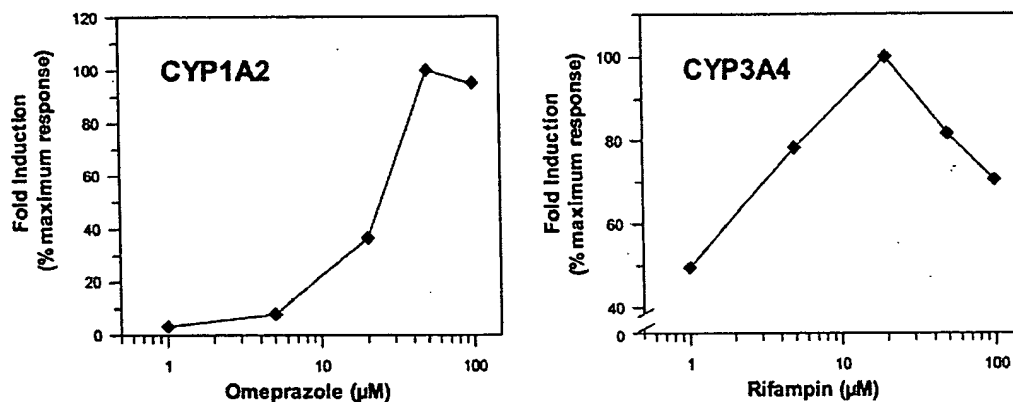 120
100
80
60
40
20
0
Fold Induction
(% maximum response)
CYP1A2
1
10
100
Omeprazole (µM)
100
80
60
40
0
Fold Induction
(% maximum response)
CYP3A4
1
10
100
Rifampin (µM)